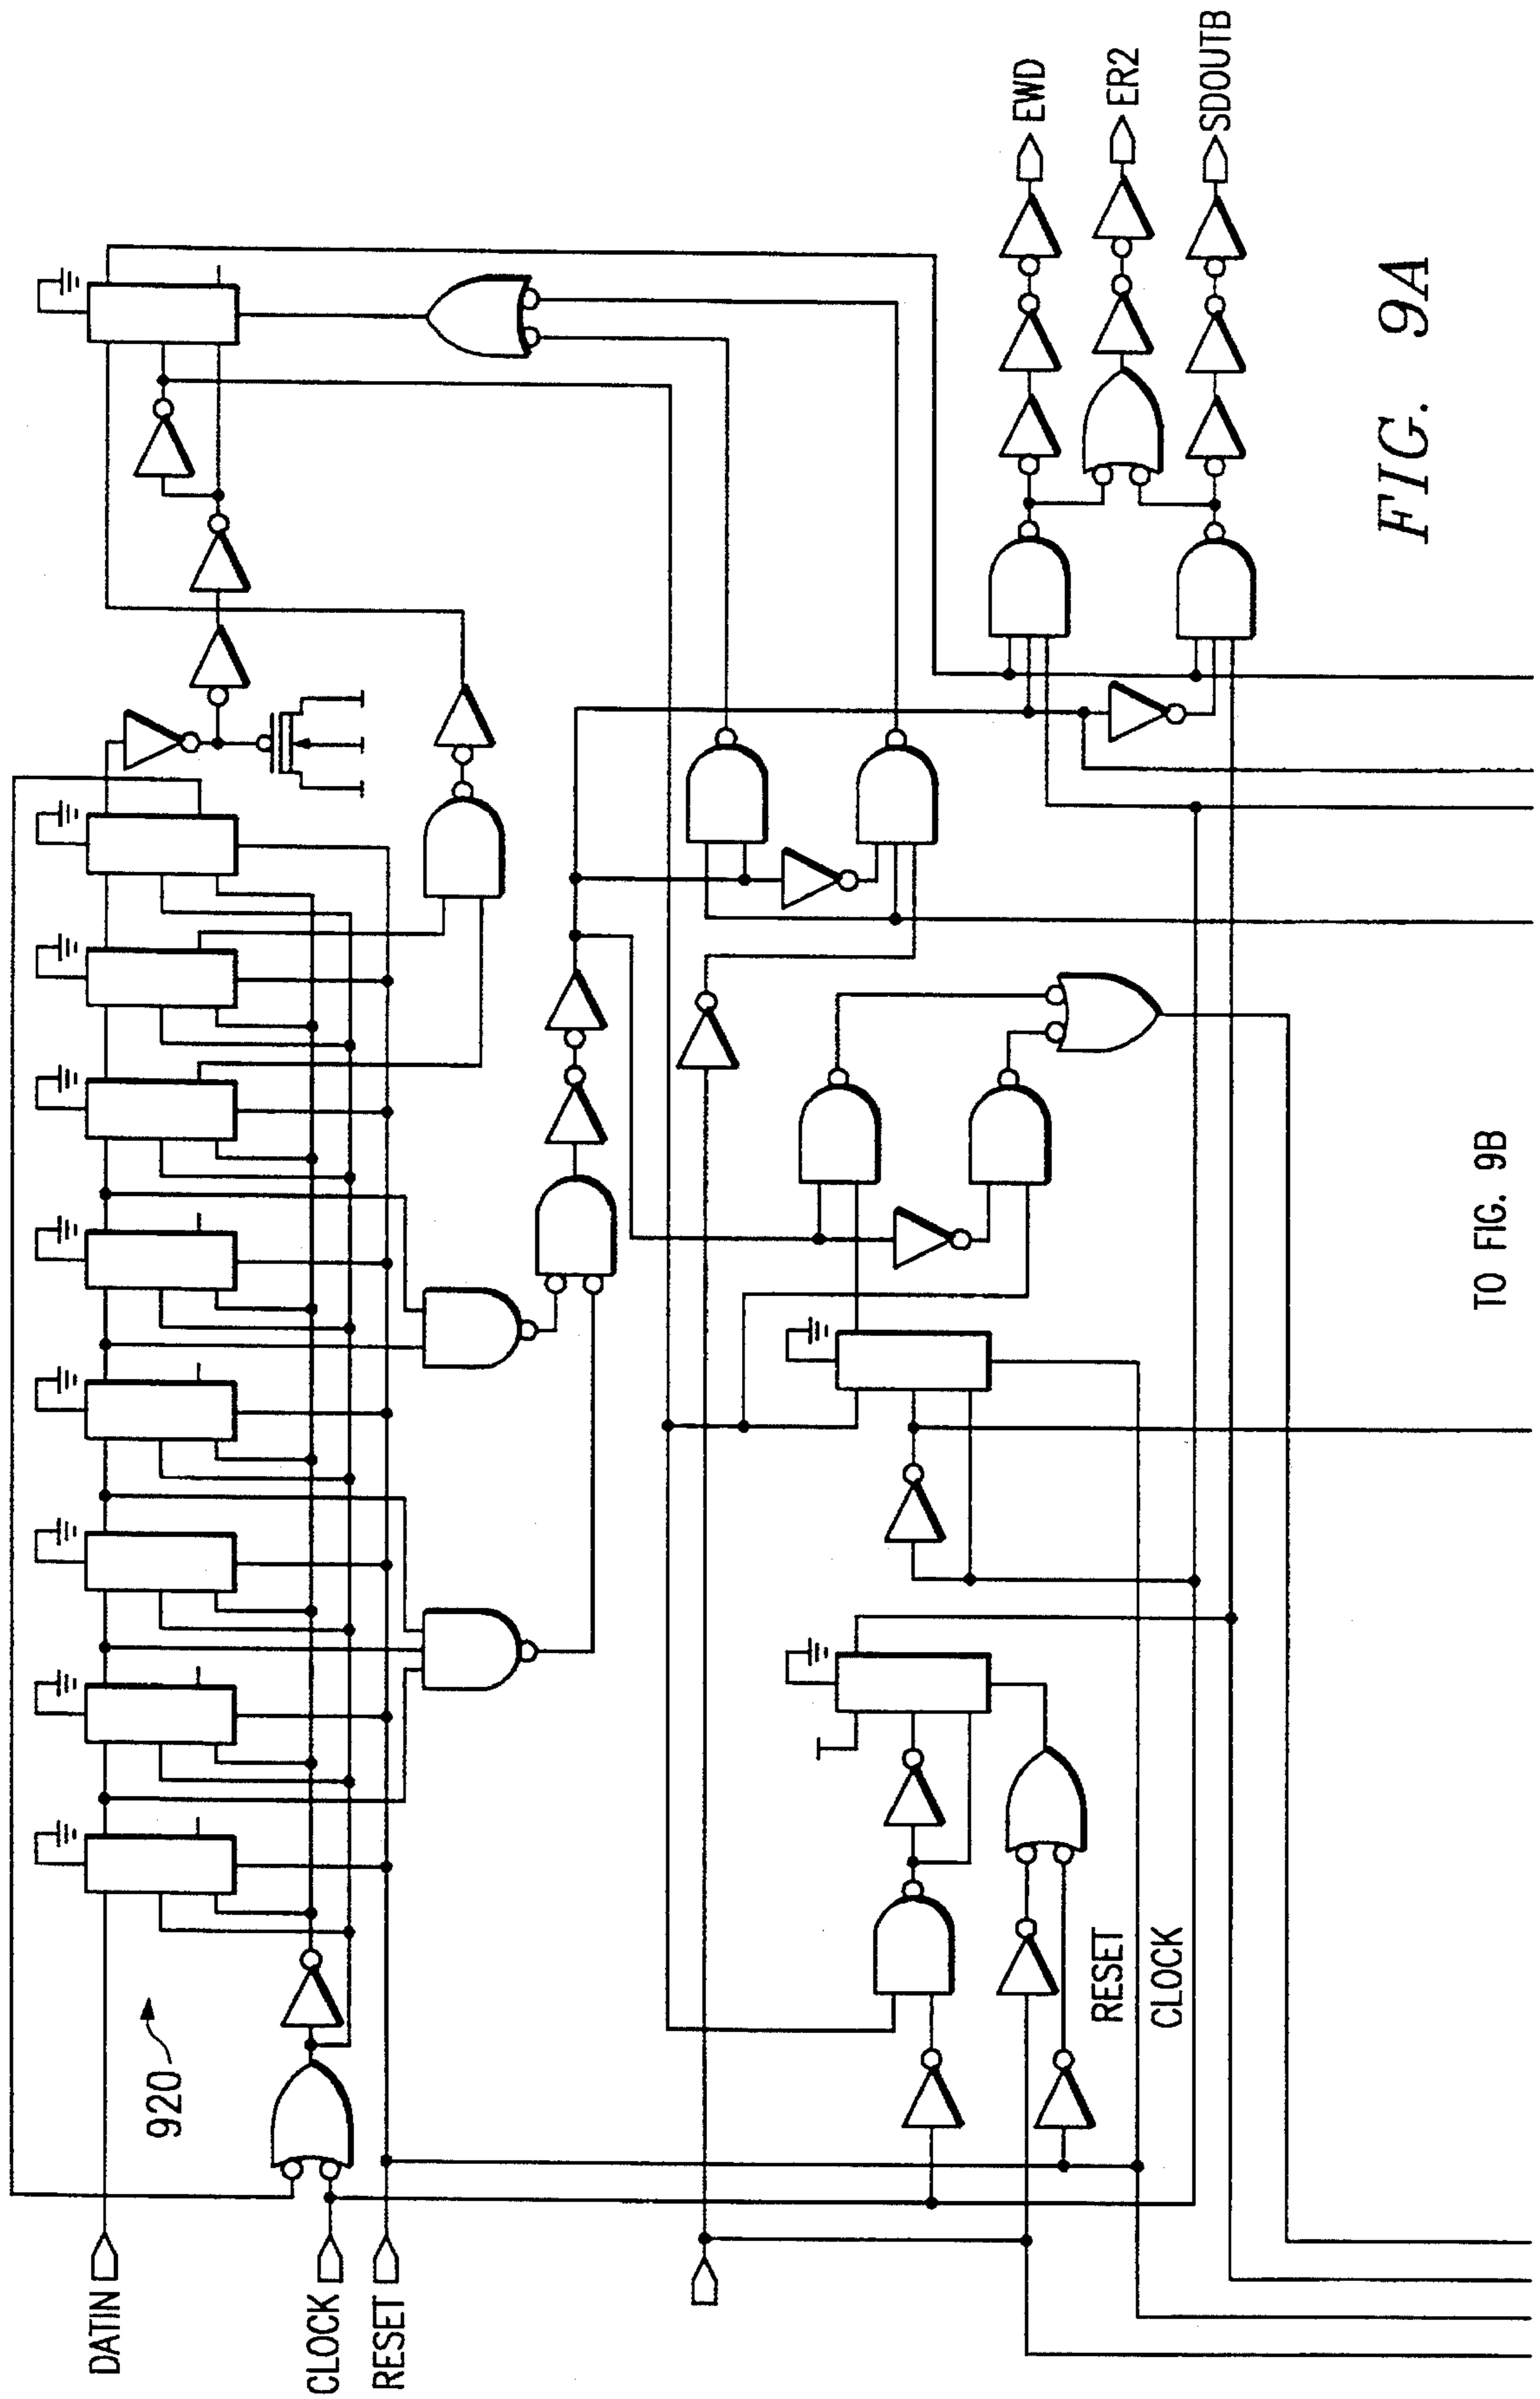 DATIN
920
CLOCK
RESET
RESET
CLOCK
EWD
ER2
SDOUTB
TO FIG. 9B
FIG. 9A